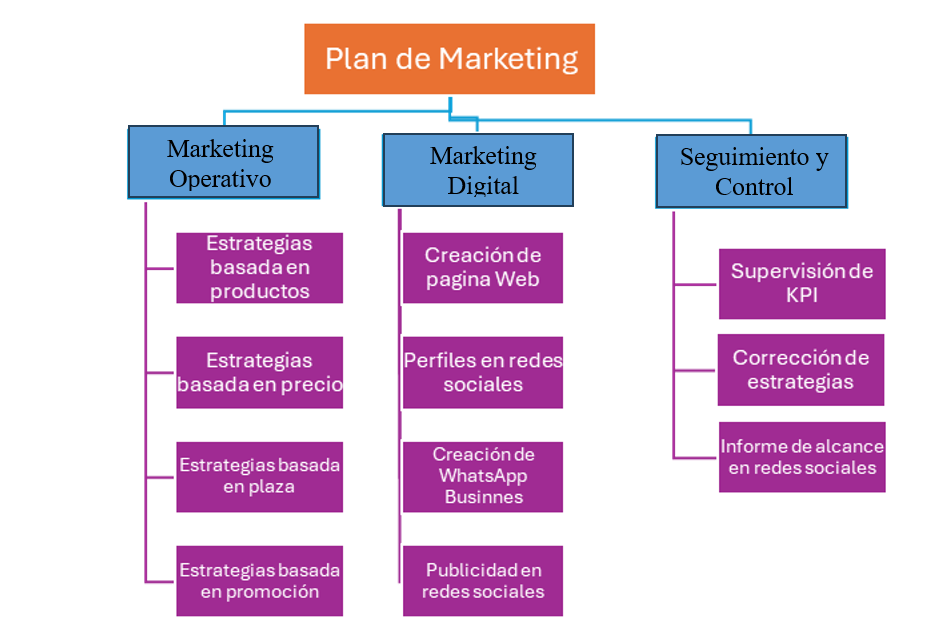 Plan de Marketing
Marketing
Operativo
Estrategias
basada en
productos
Estrategias
basada en precio
Estrategias basada
en plaza
Estrategias basada
en promoción
Marketing
Digital
Creación de
pagina Web
Perfiles en redes
sociales
Creación de
WhatsApp
Businnes
Publicidad en
redes sociales
Seguimiento y
Control
Supervisión de
KPI
Corrección de
estrategias
Informe de alcance
en redes sociales